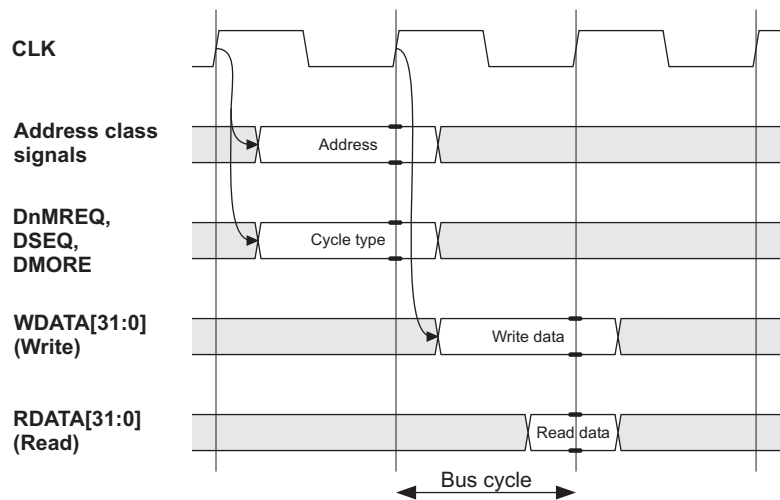 CLK
Address class
signals
Address
DnMREQ,
DSEQ,
DMORE
Cycle type
WDATA[31:0]
(Write)
Write data
RDATA[31:0]
(Read)
Read data
Bus cycle